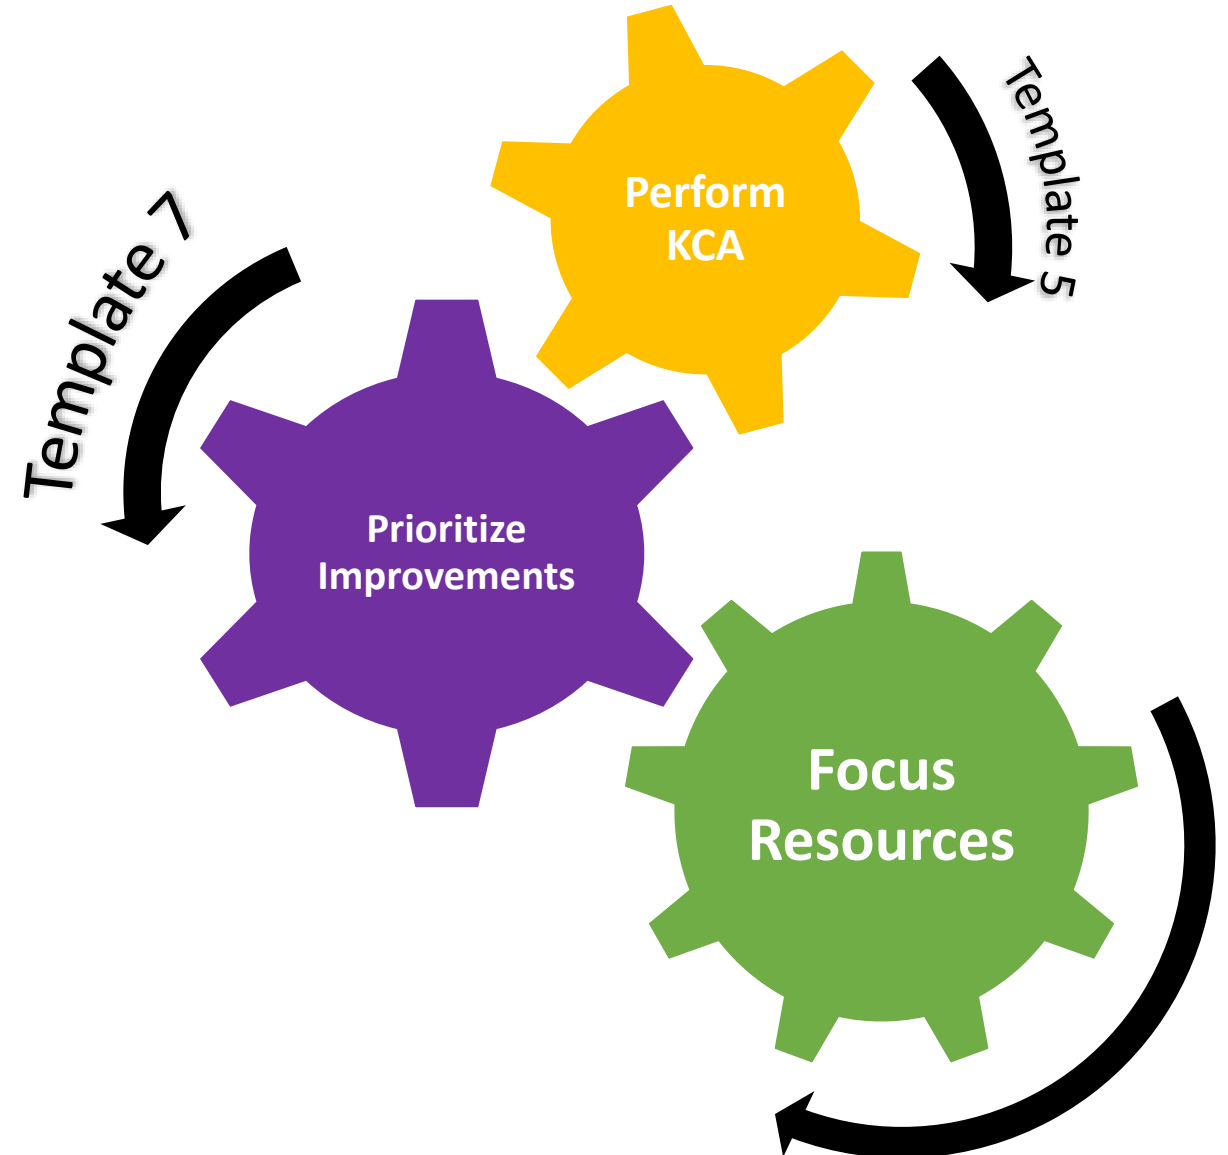 Perform
KCA
Template 5
Template 7
Prioritize
Improvements
Focus
Resources